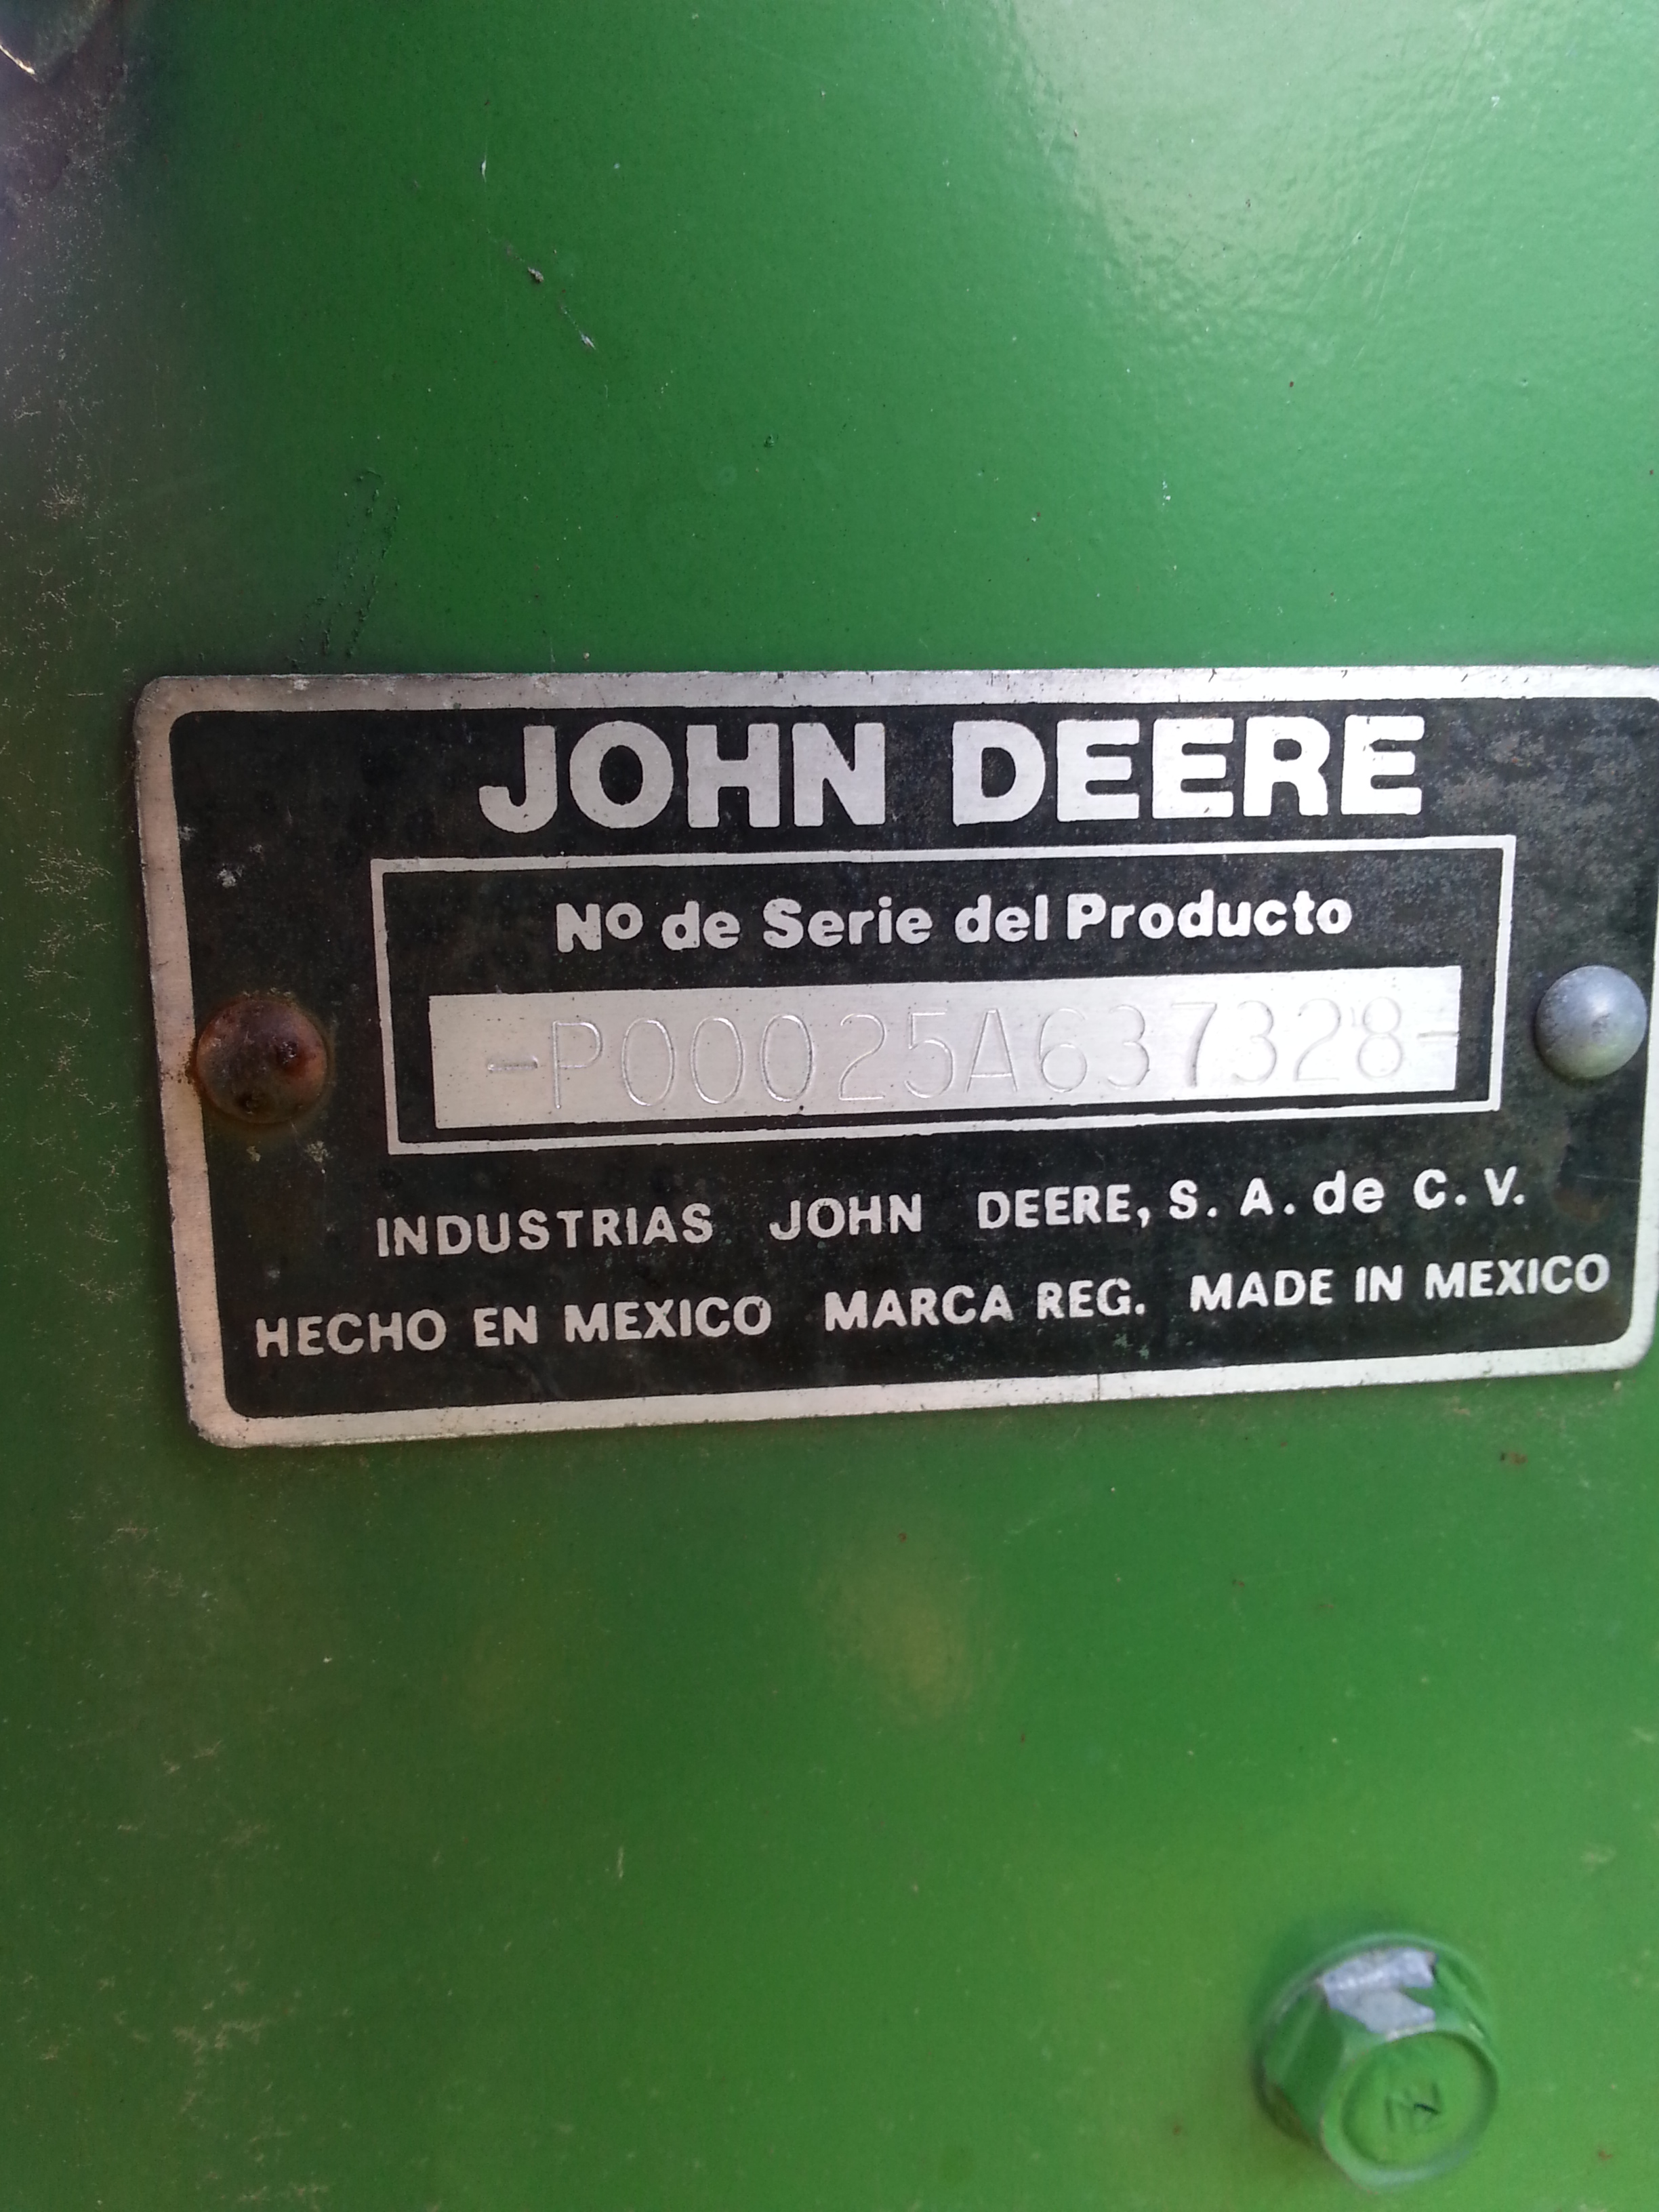 JOHN DEERE
Nº de Serie del Producto
-P00025A637328-
INDUSTRIAS JOHN DEERE, S. A. de C. V.
HECHO EN MEXICO MARCA REG. MADE IN MEXICO